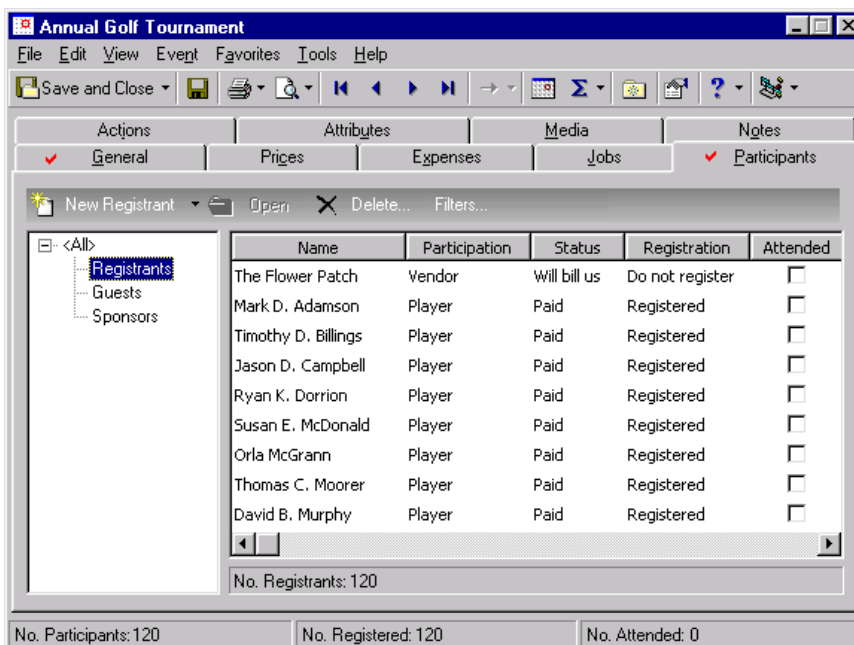 Annual Golf Tournament
File Edit View Event Favorites Tools Help
Save and Close
Actions Attributes Media Notes
General Prices Expenses Jobs Participants
New Registrant Open Delete... Filters...
<All>
Registrants
Guests
Sponsors
Name Participation Status Registration Attended
The Flower Patch Vendor Will bill us Do not register
Mark D. Adamson Player Paid Registered
Timothy D. Billings Player Paid Registered
Jason D. Campbell Player Paid Registered
Ryan K. Dorrion Player Paid Registered
Susan E. McDonald Player Paid Registered
Orla McGrann Player Paid Registered
Thomas C. Moorer Player Paid Registered
David B. Murphy Player Paid Registered
No. Registrants: 120
No. Participants: 120 No. Registered: 120 No. Attended: 0